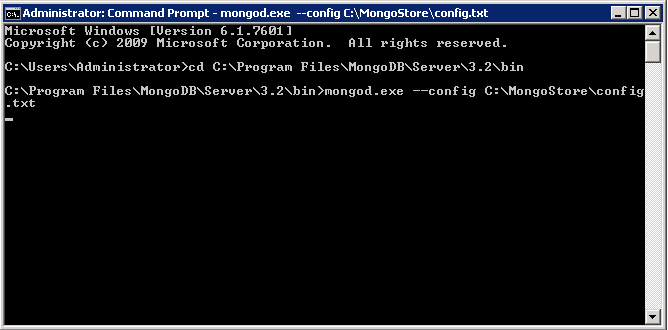 Administrator: Command Prompt - mongod.exe --config C:\MongoStore\config.txt
Microsoft Windows [Version 6.1.7601]
Copyright (c) 2009 Microsoft Corporation.  All rights reserved.
C:\Users\Administrator>cd C:\Program Files\MongoDB\Server\3.2\bin
C:\Program Files\MongoDB\Server\3.2\bin>mongod.exe --config C:\MongoStore\config
.txt